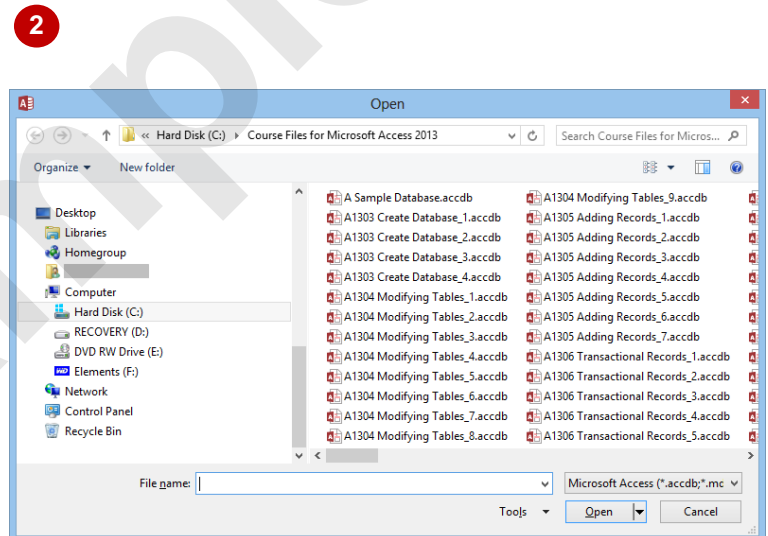 2
Open
« Hard Disk (C:) Course Files for Microsoft Access 2013
Search Course Files for Micros...
Organize New folder
Desktop
Libraries
Homegroup
Computer
Hard Disk (C:)
RECOVERY (D:)
DVD RW Drive (E:)
Elements (F:)
Network
Control Panel
Recycle Bin
A Sample Database.accdb
A1303 Create Database_1.accdb
A1303 Create Database_2.accdb
A1303 Create Database_3.accdb
A1303 Create Database_4.accdb
A1304 Modifying Tables_1.accdb
A1304 Modifying Tables_2.accdb
A1304 Modifying Tables_3.accdb
A1304 Modifying Tables_4.accdb
A1304 Modifying Tables_5.accdb
A1304 Modifying Tables_6.accdb
A1304 Modifying Tables_7.accdb
A1304 Modifying Tables_8.accdb
A1304 Modifying Tables_9.accdb
A1305 Adding Records_1.accdb
A1305 Adding Records_2.accdb
A1305 Adding Records_3.accdb
A1305 Adding Records_4.accdb
A1305 Adding Records_5.accdb
A1305 Adding Records_6.accdb
A1305 Adding Records_7.accdb
A1306 Transactional Records_1.accdb
A1306 Transactional Records_2.accdb
A1306 Transactional Records_3.accdb
A1306 Transactional Records_4.accdb
A1306 Transactional Records_5.accdb
File name:
Microsoft Access (*.accdb;*.mc
Tools Open Cancel